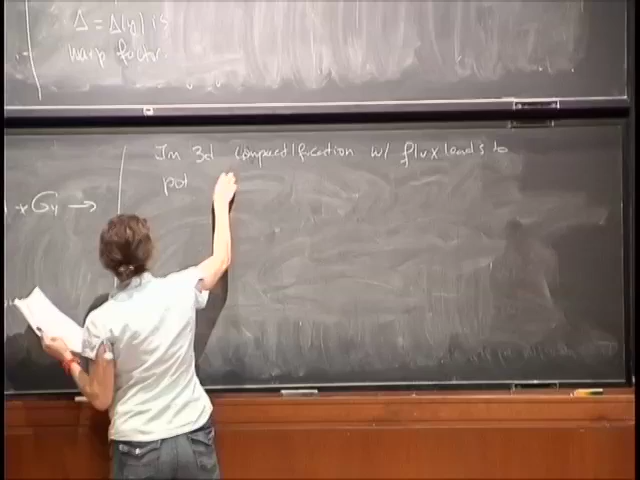 Δ = Δ(y) is
warp factor.
In 3d compactification w/ flux leads to
pot
x G4 →